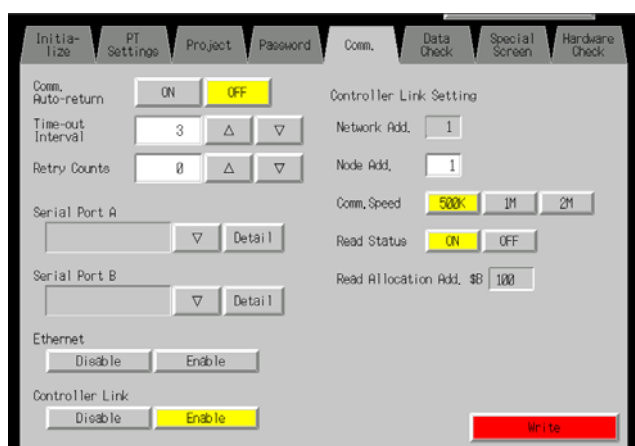 Initia-
lize
PT
Settings
Project
Password
Comm.
Data
Check
Special
Screen
Hardware
Check
Comm.
Auto-return
ON
OFF
Time-out
Interval
3
△
▽
Retry Counts
0
△
▽
Serial Port A
▽
Detail
Serial Port B
▽
Detail
Ethernet
Disable
Enable
Controller Link
Disable
Enable
Controller Link Setting
Network Add.
1
Node Add.
1
Comm.Speed
500K
1M
2M
Read Status
ON
OFF
Read Allocation Add. $B 100
Write